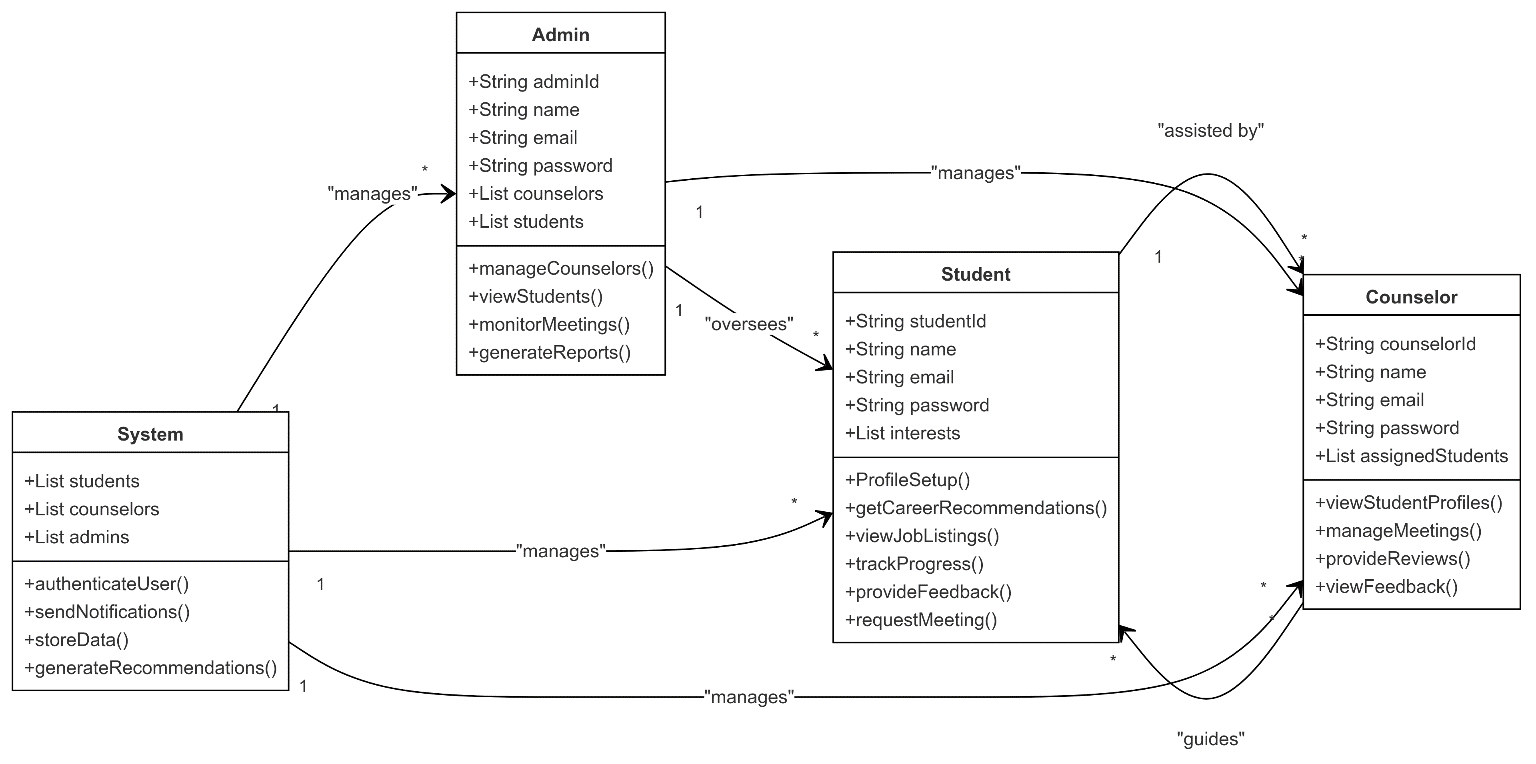 Admin
+String adminId
+String name
+String email
+String password
+List counselors
+List students
+manageCounselors()
+viewStudents()
+monitorMeetings()
+generateReports()
"manages"
*
1
"manages"
1
*
"assisted by"
1
*
"oversees"
1
*
System
+List students
+List counselors
+List admins
+authenticateUser()
+sendNotifications()
+storeData()
+generateRecommendations()
"manages"
1
*
"manages"
1
*
Student
+String studentId
+String name
+String email
+String password
+List interests
+ProfileSetup()
+getCareerRecommendations()
+viewJobListings()
+trackProgress()
+provideFeedback()
+requestMeeting()
Counselor
+String counselorId
+String name
+String email
+String password
+List assignedStudents
+viewStudentProfiles()
+manageMeetings()
+provideReviews()
+viewFeedback()
"guides"
*
*